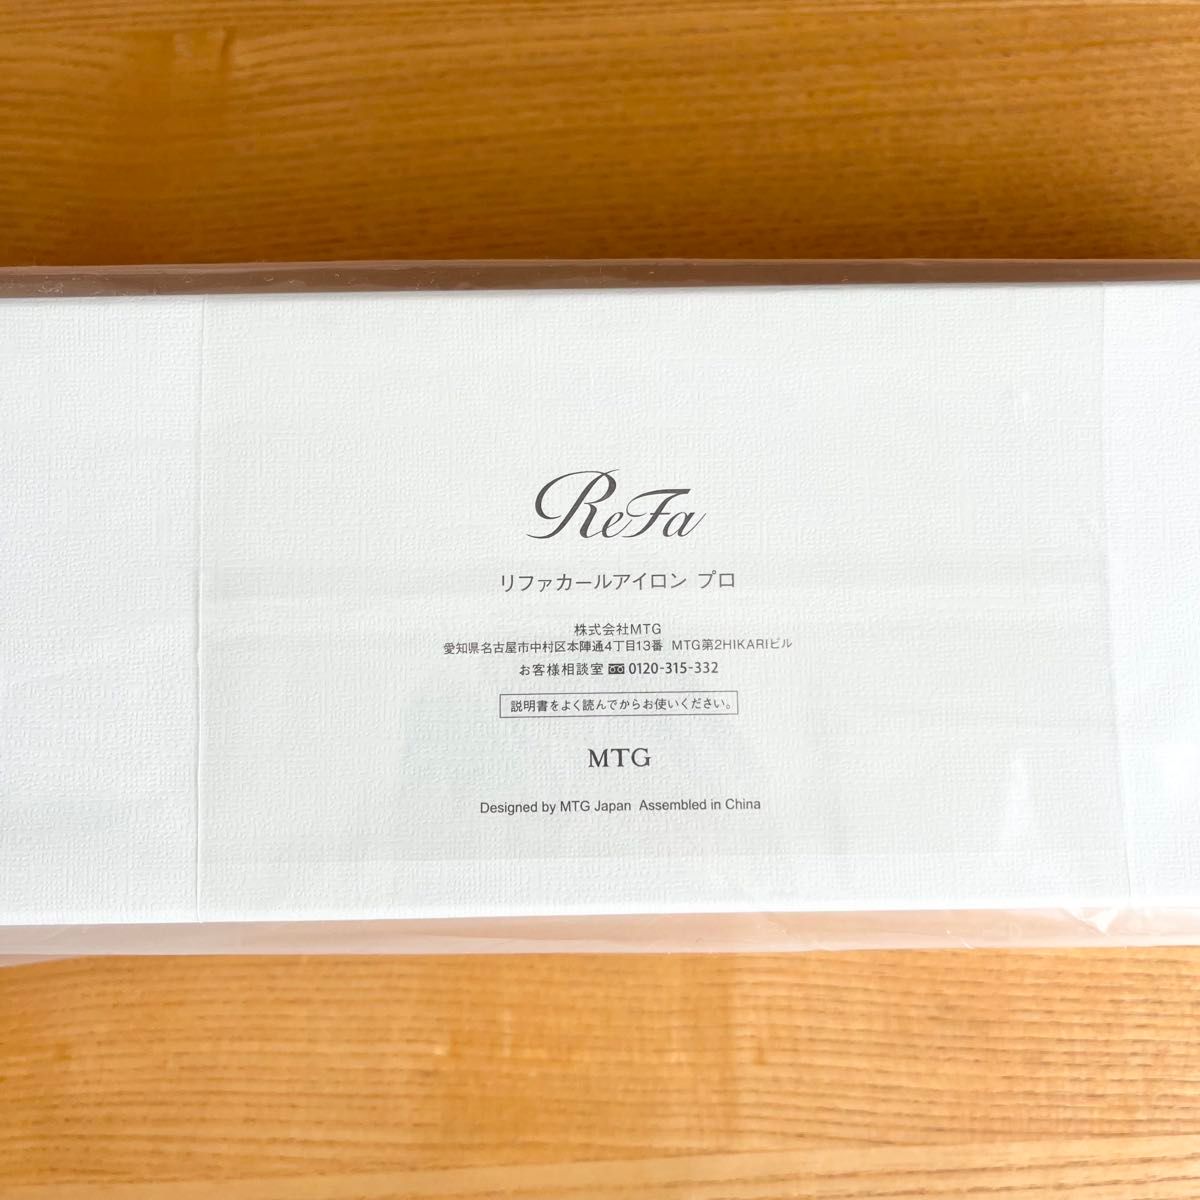 ReFa
リファカールアイロン プロ
株式会社MTG
愛知県名古屋市中村区本陣通4丁目13番 MTG第2HIKARIビル
お客様相談室 0120-315-332
説明書をよく読んでからお使いください。
MTG
Designed by MTG Japan Assembled in China